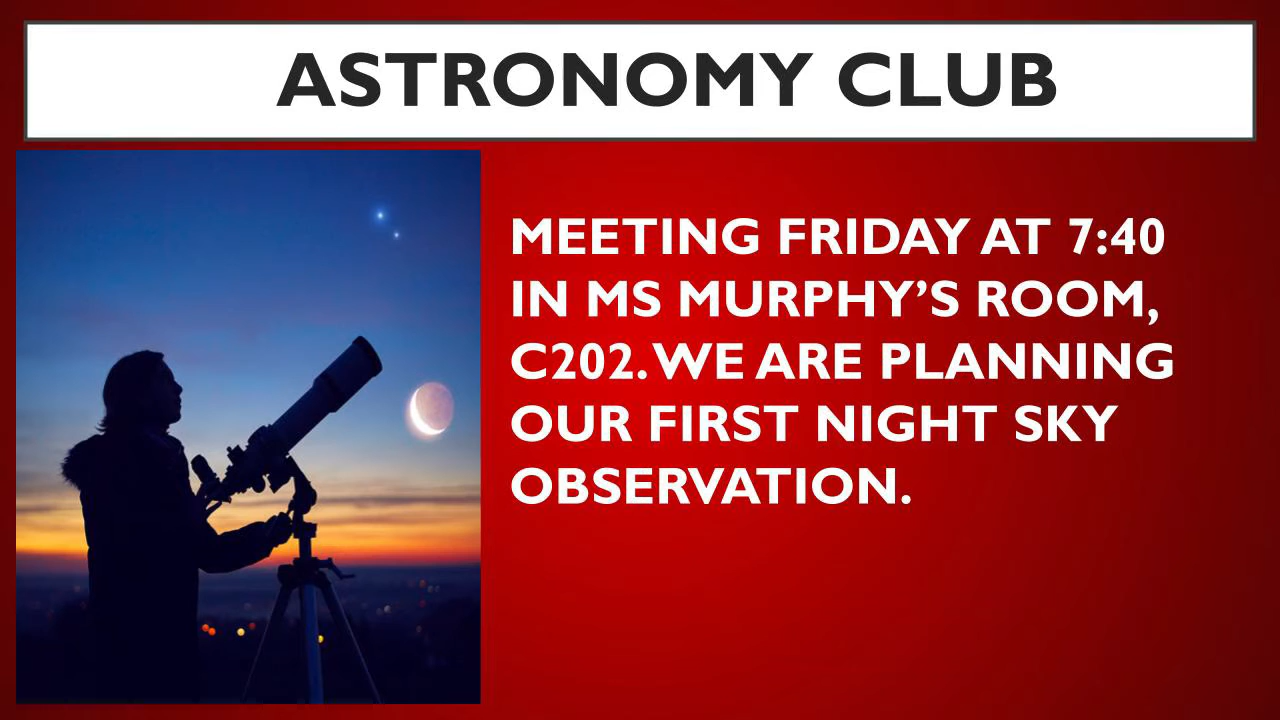 ASTRONOMY CLUB
MEETING FRIDAY AT 7:40
IN MS MURPHY’S ROOM,
C202. WE ARE PLANNING
OUR FIRST NIGHT SKY
OBSERVATION.